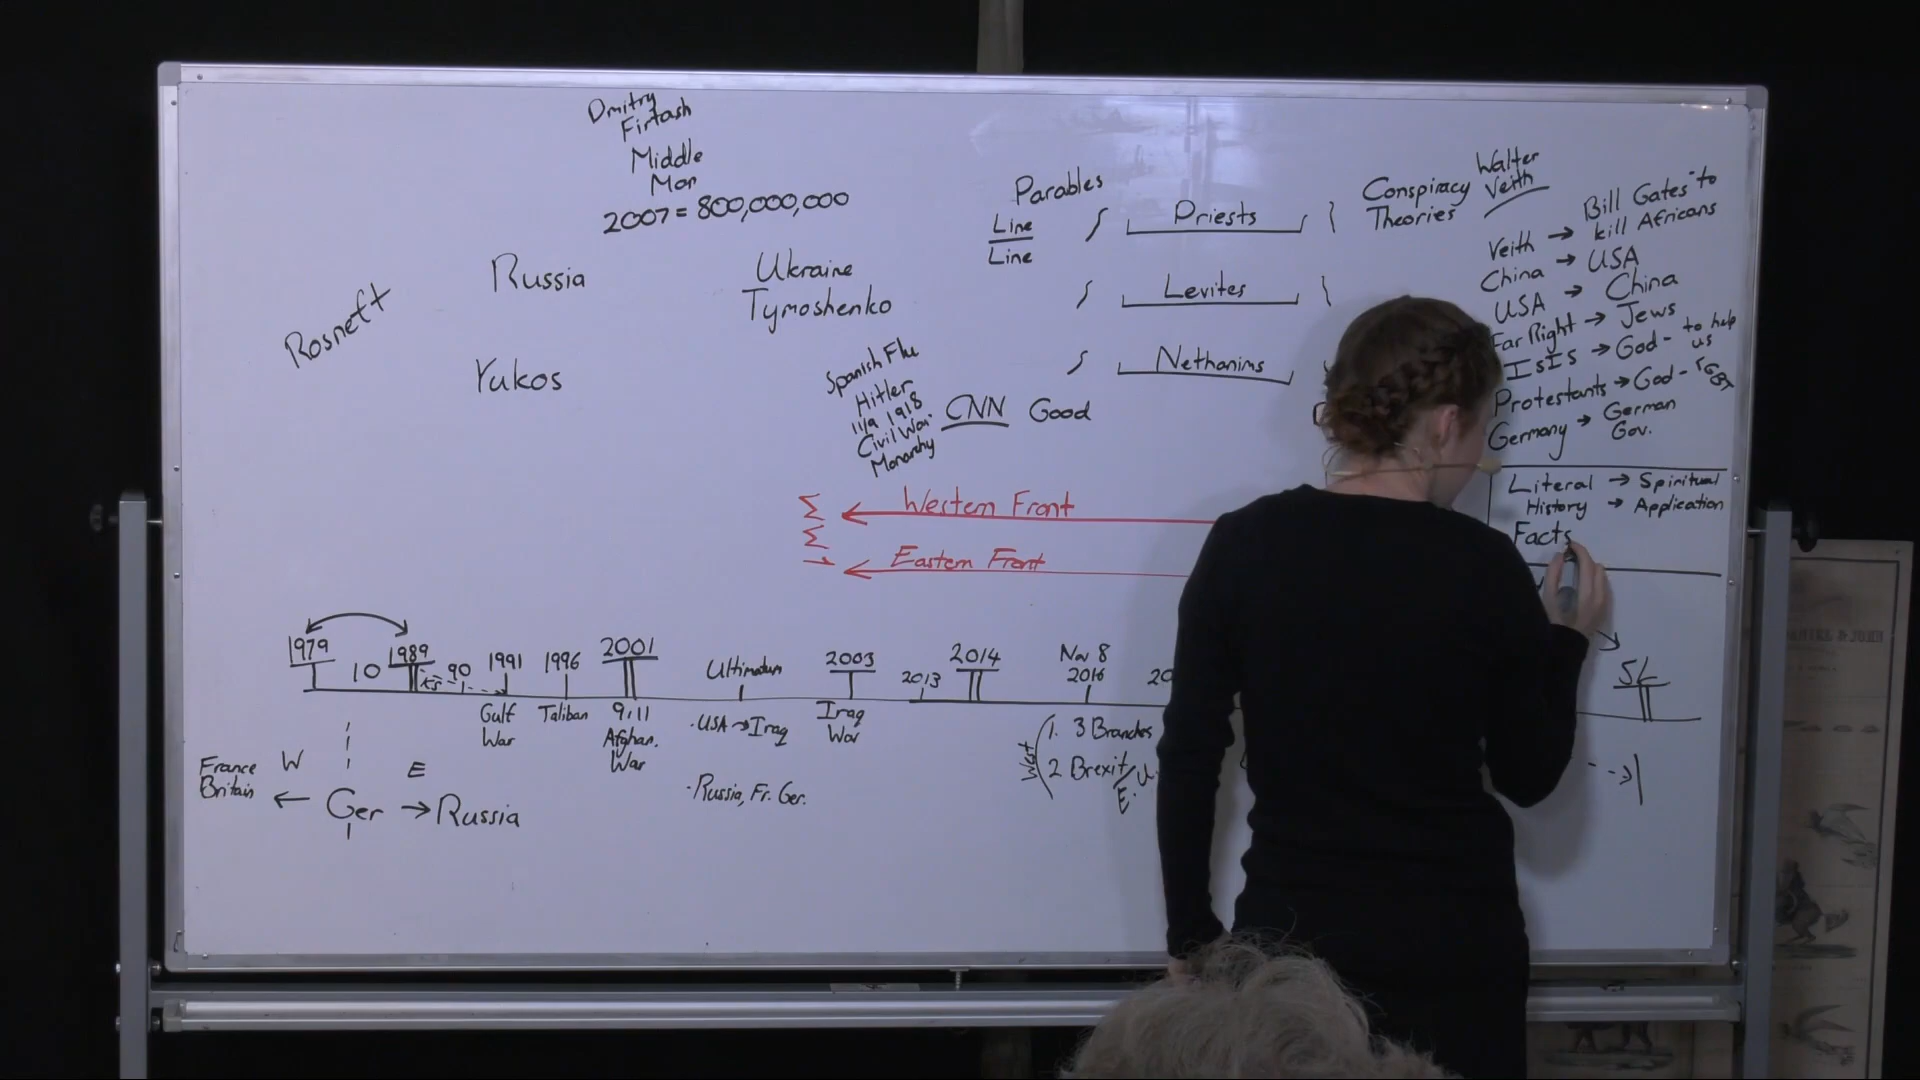 Dmitry
Firtash
Middle
Man
2007 = 800,000,000
Rosneft
Russia
Yukos
Ukraine
Tymoshenko
Parables
Line
Line
Priests
Levites
Nethanims
Spanish Flu
Hitler
11/9 1918
Civil War
Monarchy
CNN Good
Conspiracy
Theories
Walter
Veith
Veith → Bill Gates to
kill Africans
China → USA
USA → China
Far Right → Jews
IsIS → God - to help
us
Protestants → God - LGBT
Germany → German
Gov.
Literal → Spiritual
History → Application
Facts
← Western Front
← Eastern Front
1979
10
1989
90
1991
Gulf
War
1996
Taliban
2001
9.11
Afghan.
War
Ultimatum
·USA → Iraq
·Russia, Fr. Ger.
2003
Iraq
War
2013
2014
Nov 8
2016
West
1. 3 Branches
2 Brexit/
E.U
20
SL
France
Britain
W
E
← Ger → Russia